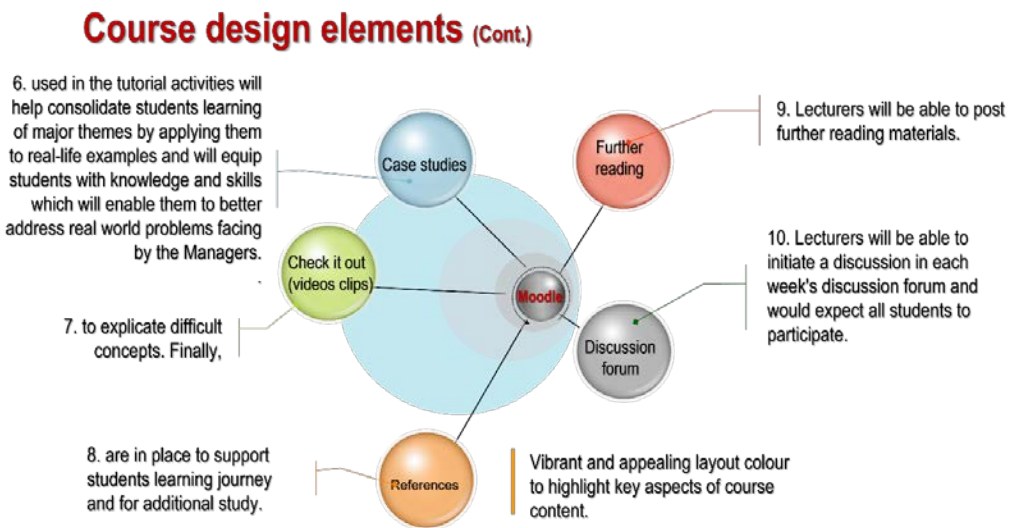 Course design elements (Cont.)
6. used in the tutorial activities will
help consolidate students learning
of major themes by applying them
to real-life examples and will equip
students with knowledge and skills
which will enable them to better
address real world problems facing
by the Managers.
.
Case studies
Further
reading
9. Lecturers will be able to post
further reading materials.
Check it out
(videos clips)
Moodle
7. to explicate difficult
concepts. Finally,
Discussion
forum
10. Lecturers will be able to
initiate a discussion in each
week's discussion forum and
would expect all students to
participate.
8. are in place to support
students learning journey
and for additional study.
References
Vibrant and appealing layout colour
to highlight key aspects of course
content.